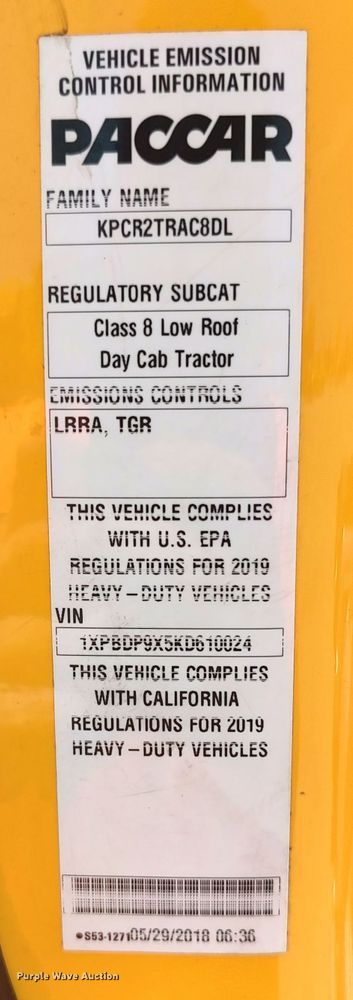 VEHICLE EMISSION
CONTROL INFORMATION
PACCAR
FAMILY NAME
KPCR2TRAC8DL
REGULATORY SUBCAT
Class 8 Low Roof
Day Cab Tractor
EMISSIONS CONTROLS
LRRA, TGR
THIS VEHICLE COMPLIES
WITH U.S. EPA
REGULATIONS FOR 2019
HEAVY–DUTY VEHICLES
VIN
1XPBDP9X5KD610024
THIS VEHICLE COMPLIES
WITH CALIFORNIA
REGULATIONS FOR 2019
HEAVY–DUTY VEHICLES
●S53-1271 05/29/2018 06:36
Purple Wave Auction